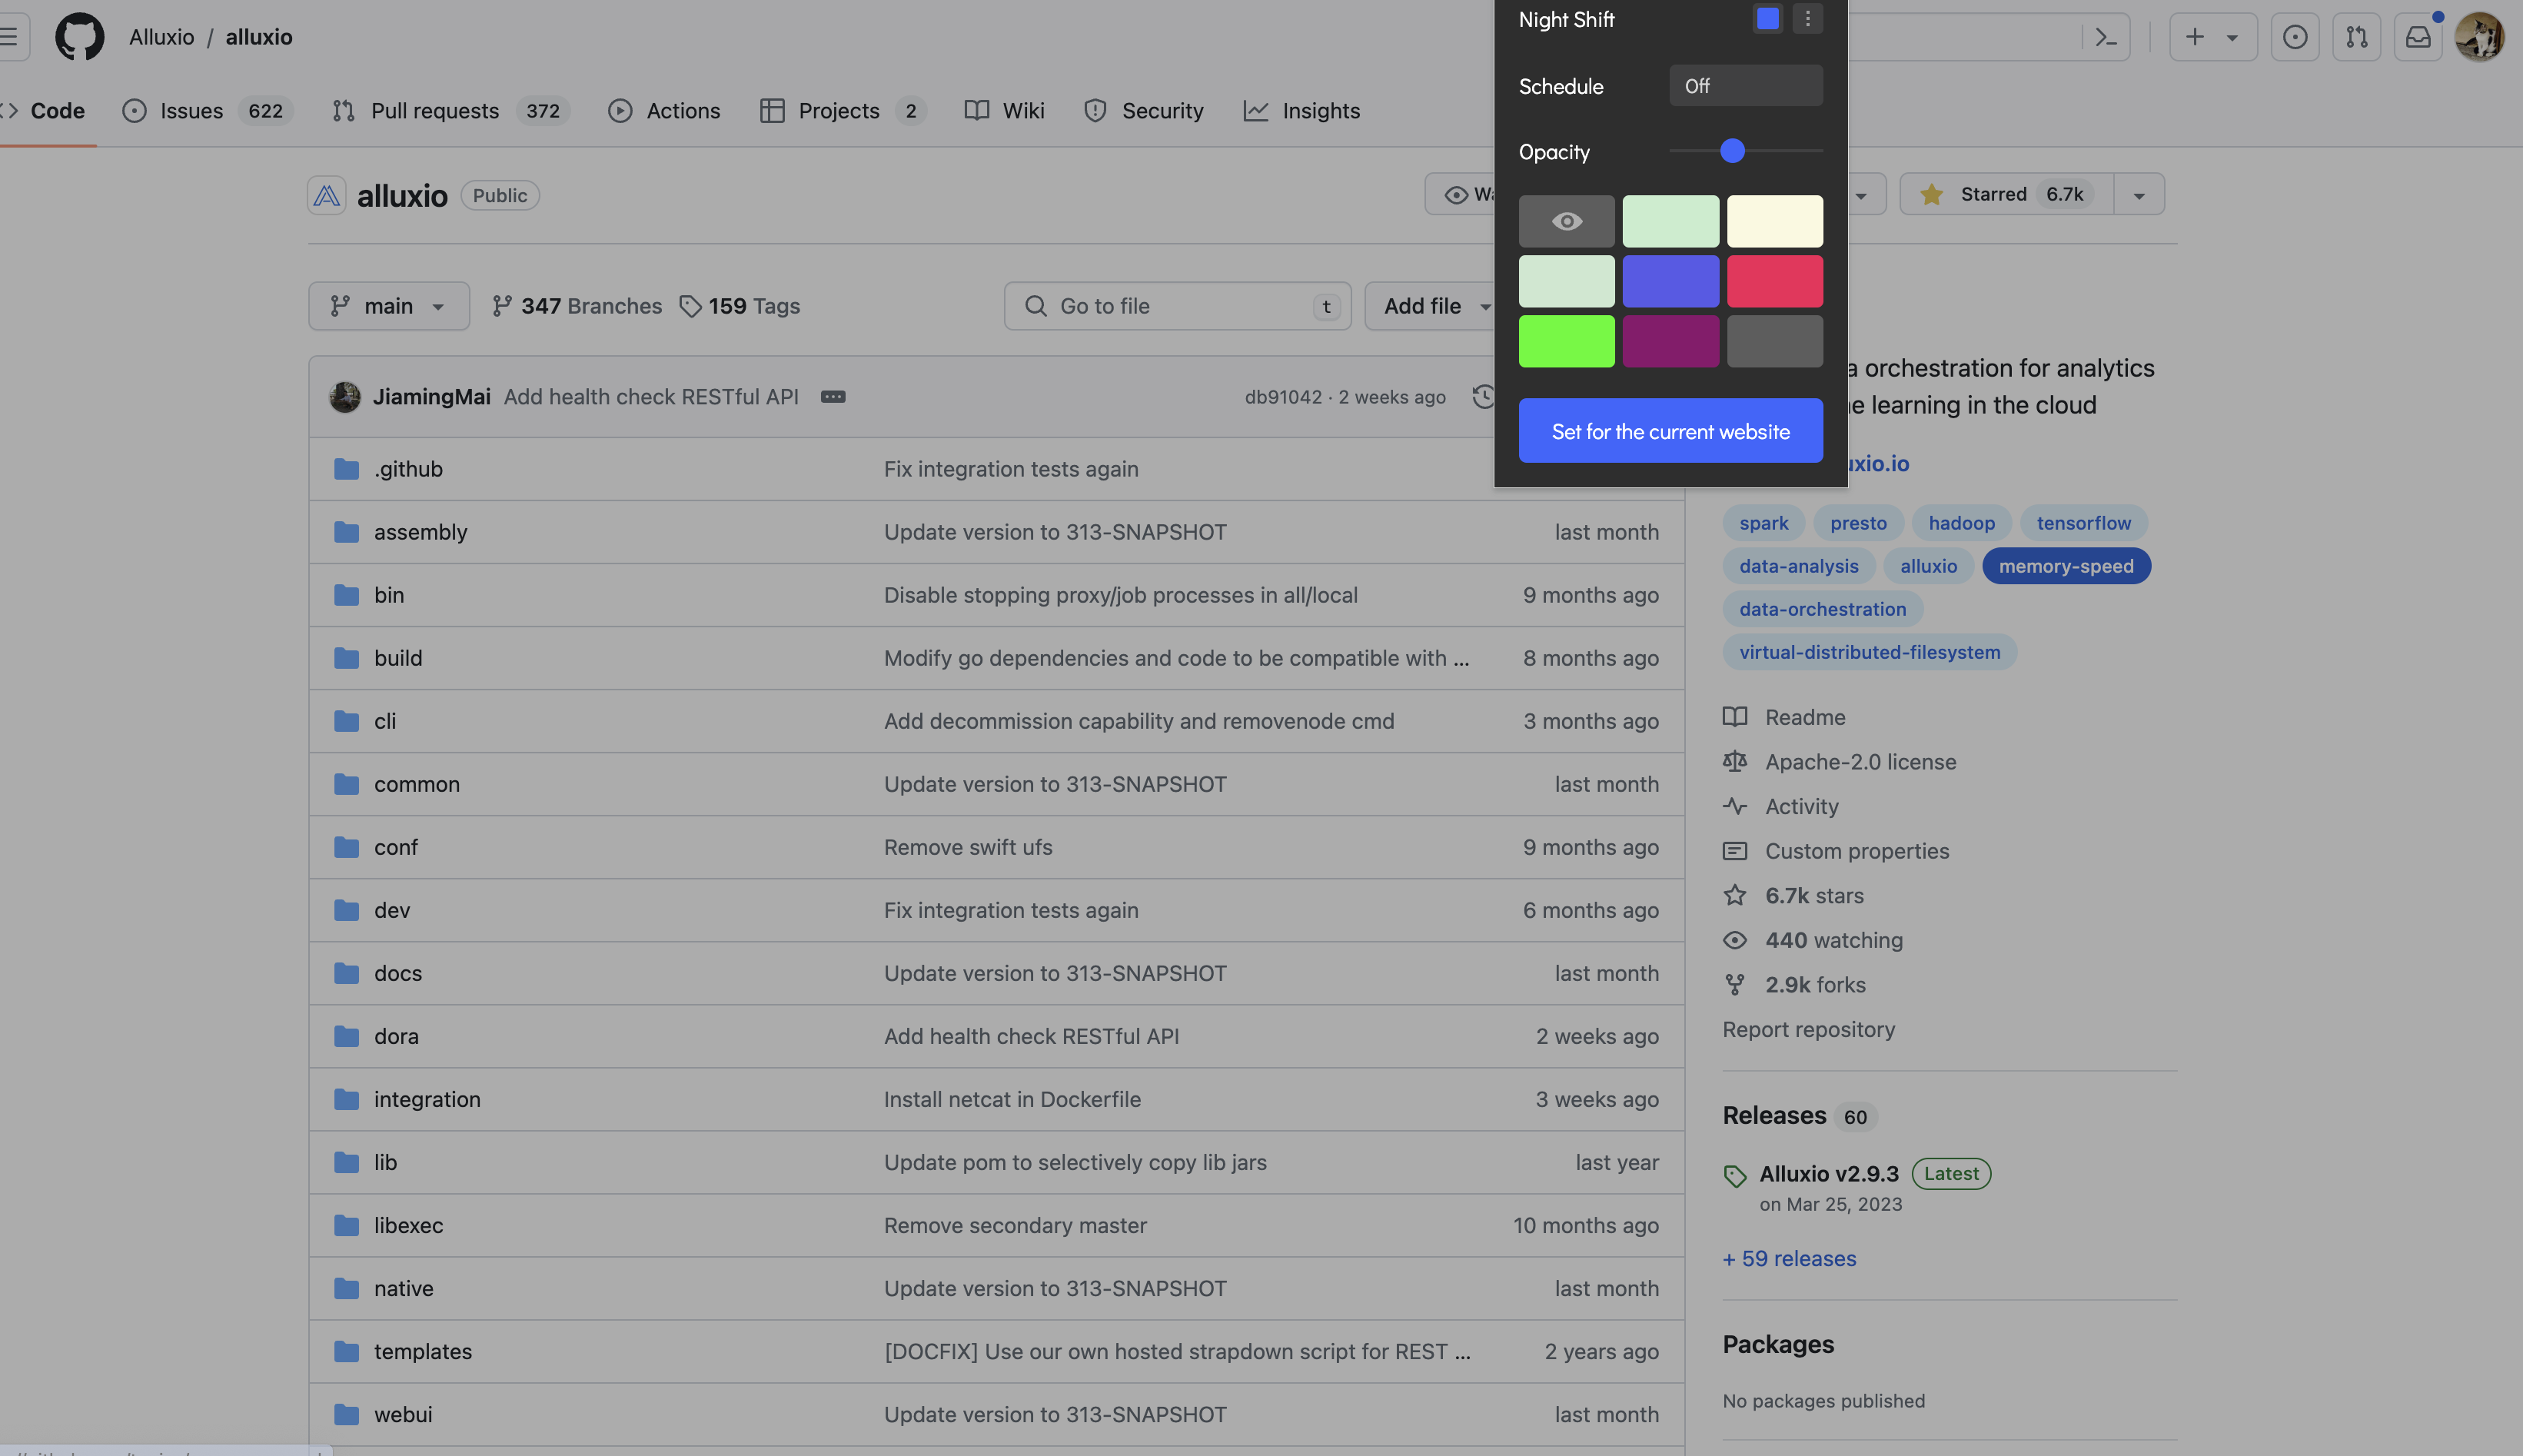 Alluxio / alluxio
Night Shift
Code
Issues 622
Pull requests 372
Actions
Projects 2
Wiki
Security
Insights
Schedule Off
Opacity
alluxio Public
Starred 6.7k
main
347 Branches
159 Tags
Go to file t
Add file
Set for the current website
orchestration for analytics
learning in the cloud
JiamingMai Add health check RESTful API db91042 · 2 weeks ago
.github Fix integration tests again
assembly Update version to 313-SNAPSHOT last month
bin Disable stopping proxy/job processes in all/local 9 months ago
build Modify go dependencies and code to be compatible with ... 8 months ago
cli Add decommission capability and removenode cmd 3 months ago
common Update version to 313-SNAPSHOT last month
conf Remove swift ufs 9 months ago
dev Fix integration tests again 6 months ago
docs Update version to 313-SNAPSHOT last month
dora Add health check RESTful API 2 weeks ago
integration Install netcat in Dockerfile 3 weeks ago
lib Update pom to selectively copy lib jars last year
libexec Remove secondary master 10 months ago
native Update version to 313-SNAPSHOT last month
templates [DOCFIX] Use our own hosted strapdown script for REST ... 2 years ago
webui Update version to 313-SNAPSHOT last month
uxio.io
spark presto hadoop tensorflow
data-analysis alluxio memory-speed
data-orchestration
virtual-distributed-filesystem
Readme
Apache-2.0 license
Activity
Custom properties
6.7k stars
440 watching
2.9k forks
Report repository
Releases 60
Alluxio v2.9.3 Latest
on Mar 25, 2023
+ 59 releases
Packages
No packages published